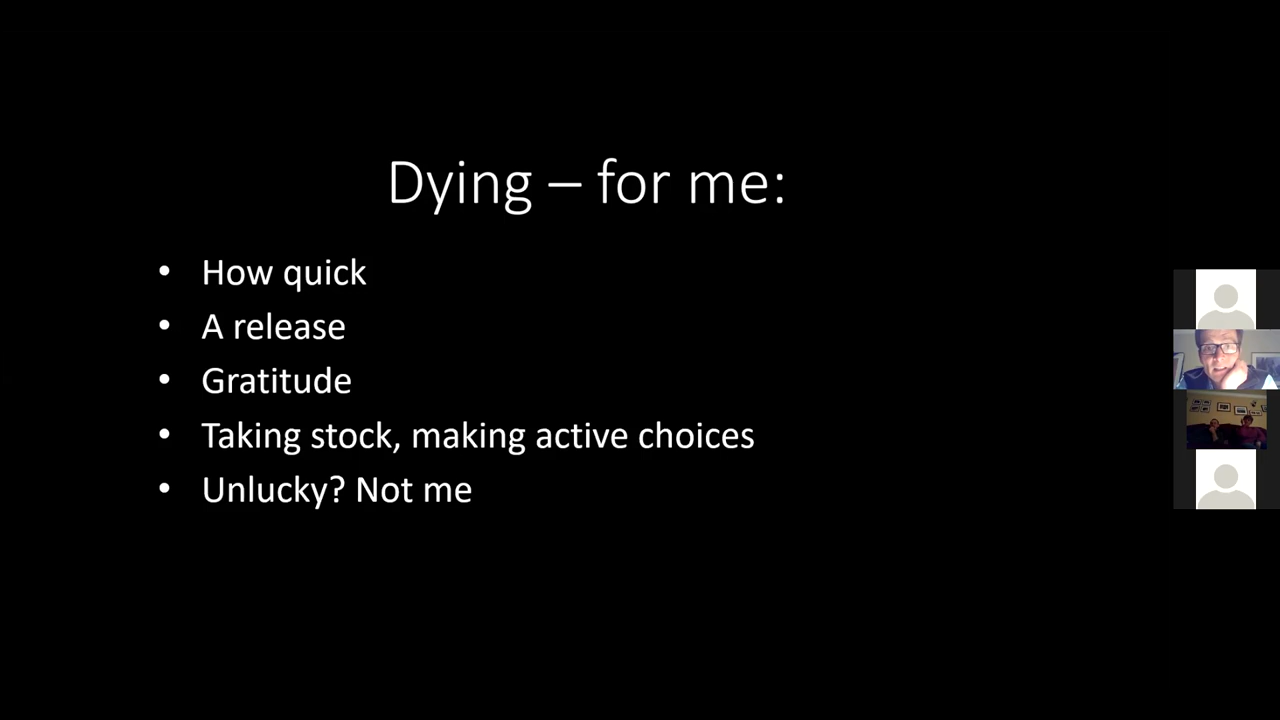 Dying – for me:
• How quick
• A release
• Gratitude
• Taking stock, making active choices
• Unlucky? Not me